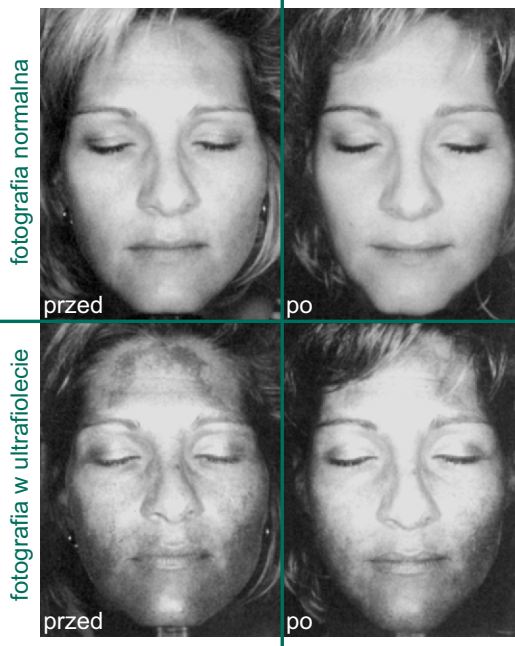 fotografia normalna
przed
po
fotografia w ultrafiolecie
przed
po